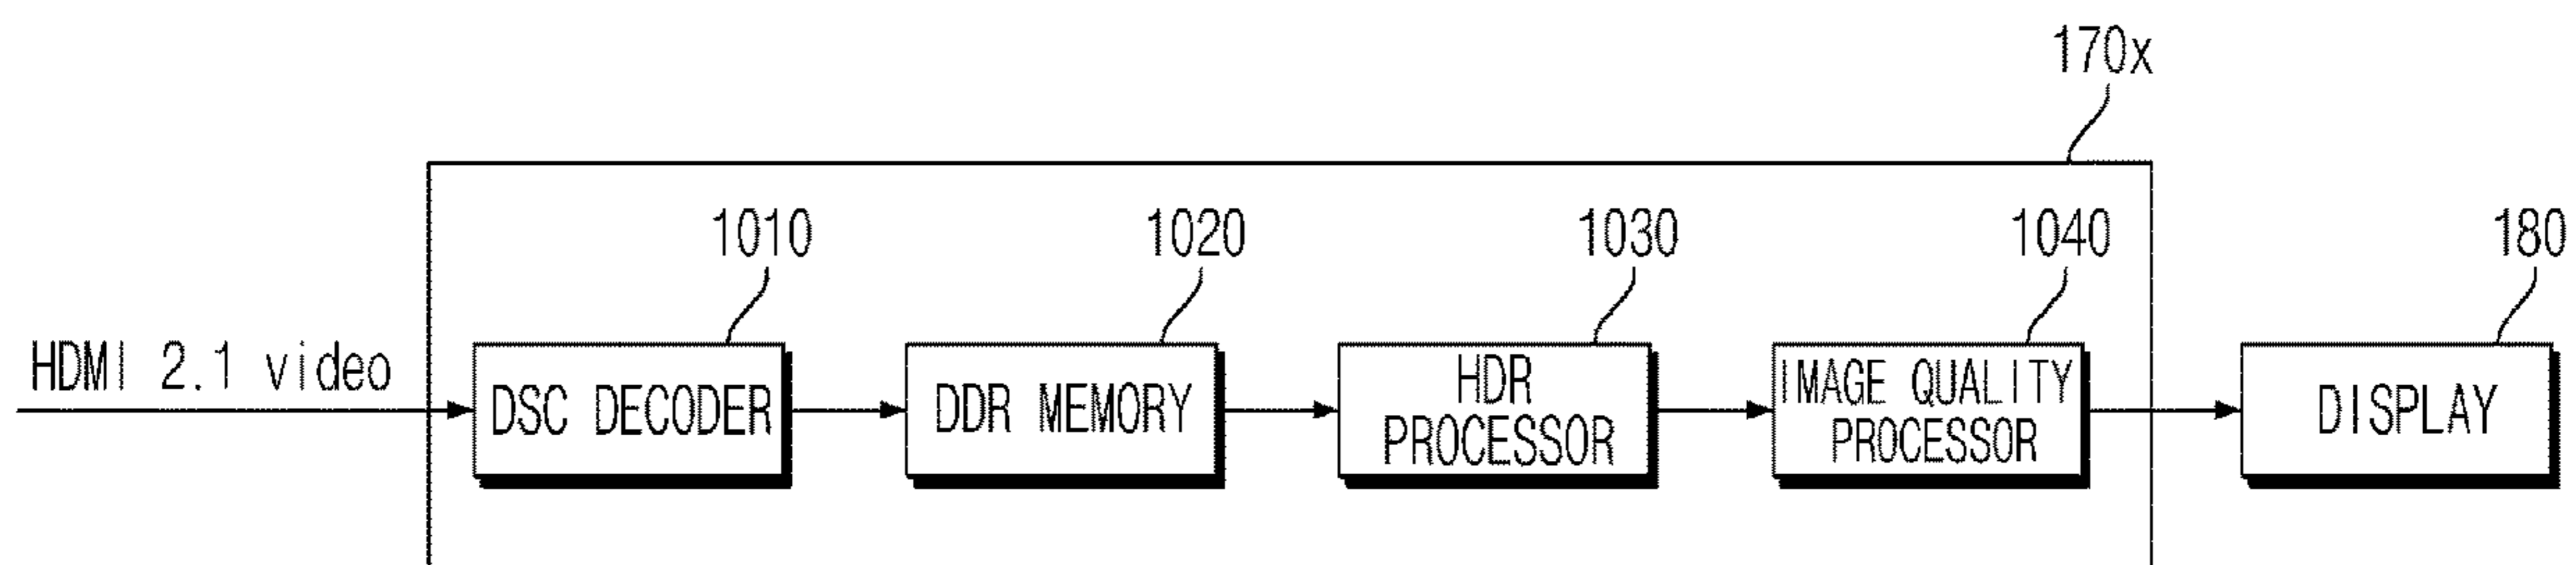 170x
1010
1020
1030
1040
180
HDMI 2.1 video
DSC DECODER
DDR MEMORY
HDR
PROCESSOR
IMAGE QUALITY
PROCESSOR
DISPLAY